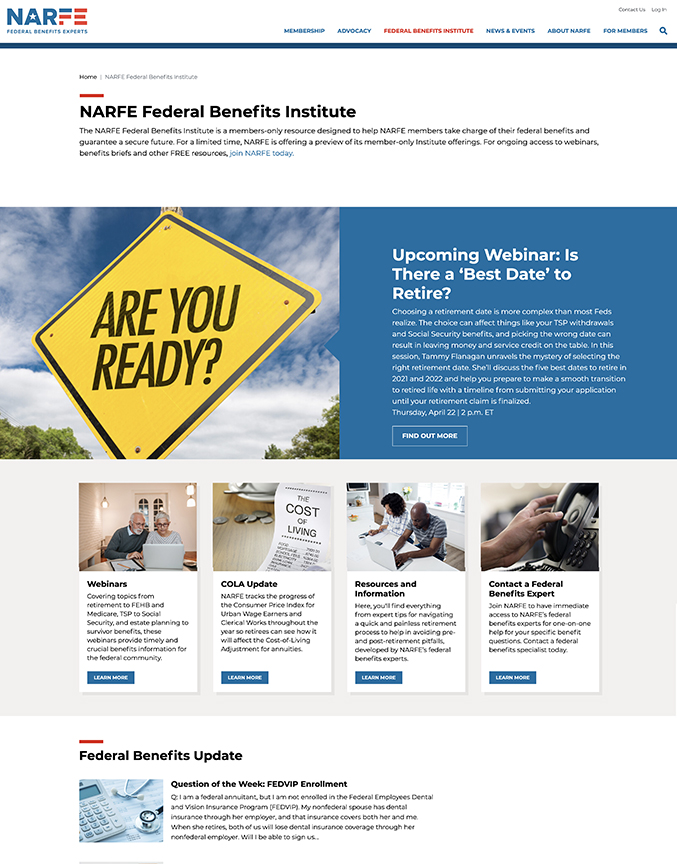 NARFE
FEDERAL BENEFITS EXPERTS
Contact Us Log In
MEMBERSHIP ADVOCACY FEDERAL BENEFITS INSTITUTE NEWS & EVENTS ABOUT NARFE FOR MEMBERS
Home | NARFE Federal Benefits Institute
NARFE Federal Benefits Institute
The NARFE Federal Benefits Institute is a members-only resource designed to help NARFE members take charge of their federal benefits and
guarantee a secure future. For a limited time, NARFE is offering a preview of its member-only Institute offerings. For ongoing access to webinars,
benefits briefs and other FREE resources, join NARFE today.
ARE YOU
READY?
Upcoming Webinar: Is
There a ‘Best Date’ to
Retire?
Choosing a retirement date is more complex than most Feds
realize. The choice can affect things like your TSP withdrawals
and Social Security benefits, and picking the wrong date can
result in leaving money and service credit on the table. In this
session, Tammy Flanagan unravels the mystery of selecting the
right retirement date. She’ll discuss the five best dates to retire in
2021 and 2022 and help you prepare to make a smooth transition
to retired life with a timeline from submitting your application
until your retirement claim is finalized.
Thursday, April 22 | 2 p.m. ET
FIND OUT MORE
THE
COST
OF
LIVING
FOOD
MORTGAGE
Webinars
Covering topics from
retirement to FEHB and
Medicare, TSP to Social
Security, and estate planning to
survivor benefits, these
webinars provide timely and
crucial benefits information for
the federal community.
LEARN MORE
COLA Update
NARFE tracks the progress of
the Consumer Price Index for
Urban Wage Earners and
Clerical Works throughout the
year so retirees can see how it
will affect the Cost-of-Living
Adjustment for annuities.
LEARN MORE
Resources and
Information
Here, you'll find everything
from expert tips for navigating
a quick and painless retirement
process to help in avoiding pre-
and post-retirement pitfalls,
developed by NARFE’s federal
benefits experts.
LEARN MORE
Contact a Federal
Benefits Expert
Join NARFE to have immediate
access to NARFE’s federal
benefits experts for one-on-one
help for your specific benefit
questions. Contact a federal
benefits specialist today.
LEARN MORE
Federal Benefits Update
Question of the Week: FEDVIP Enrollment
Q: I am a federal annuitant, but I am not enrolled in the Federal Employees Dental
and Vision Insurance Program (FEDVIP). My nonfederal spouse has dental
insurance through her employer, and that insurance covers both her and me.
When she retires, both of us will lose dental insurance coverage through her
nonfederal employer. Will I be able to sign us...